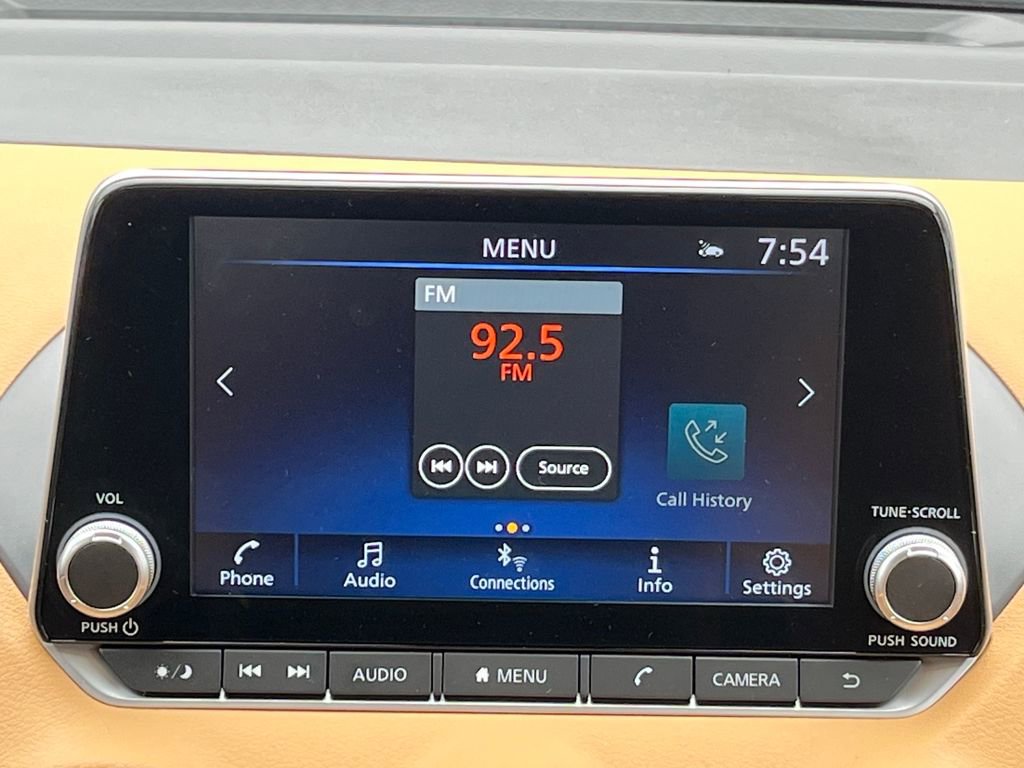 MENU 7:54
FM
92.5
FM
Source
Call History
VOL
TUNE·SCROLL
Phone Audio Connections Info Settings
PUSH
PUSH SOUND
AUDIO MENU CAMERA